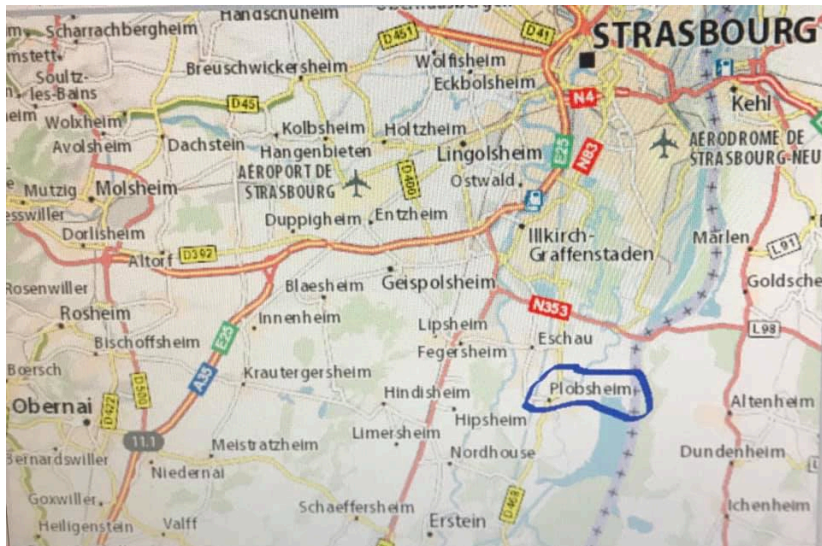 Handschuheim
Scharrachbergheim
D451
D41
STRASBOURG
Wolfisheim
Breuschwickersheim
Eckbolsheim
Soultz-
les-Bains
D45
N4
Kehl
Wolxheim
Kolbsheim
Holtzheim
AÉRODROME DE
STRASBOURG-NEU
Avolsheim
Dachstein
Hangenbieten
Lingolsheim
E25
N83
AÉROPORT DE
STRASBOURG
D400
Ostwald
Mutzig
Molsheim
Duppigheim
Entzheim
Dorlisheim
Illkirch-
Graffenstaden
Marlen
L91
Altorf
D392
Geispolsheim
Blaesheim
Goldsche
Rosenwiller
N353
Rosheim
Innenheim
Lipsheim
Eschau
L98
Bischoffsheim
E25
Fegersheim
Bœrsch
A35
Krautergersheim
Plobsheim
Hindisheim
D500
Obernai
D422
Hipsheim
Altenheim
11.1
Limersheim
Meistratzheim
Nordhouse
Dundenheim
Bernardswiller
Niedernai
D468
Goxwiller
Schaeffersheim
Ichenheim
Heiligenstein
Valff
Erstein